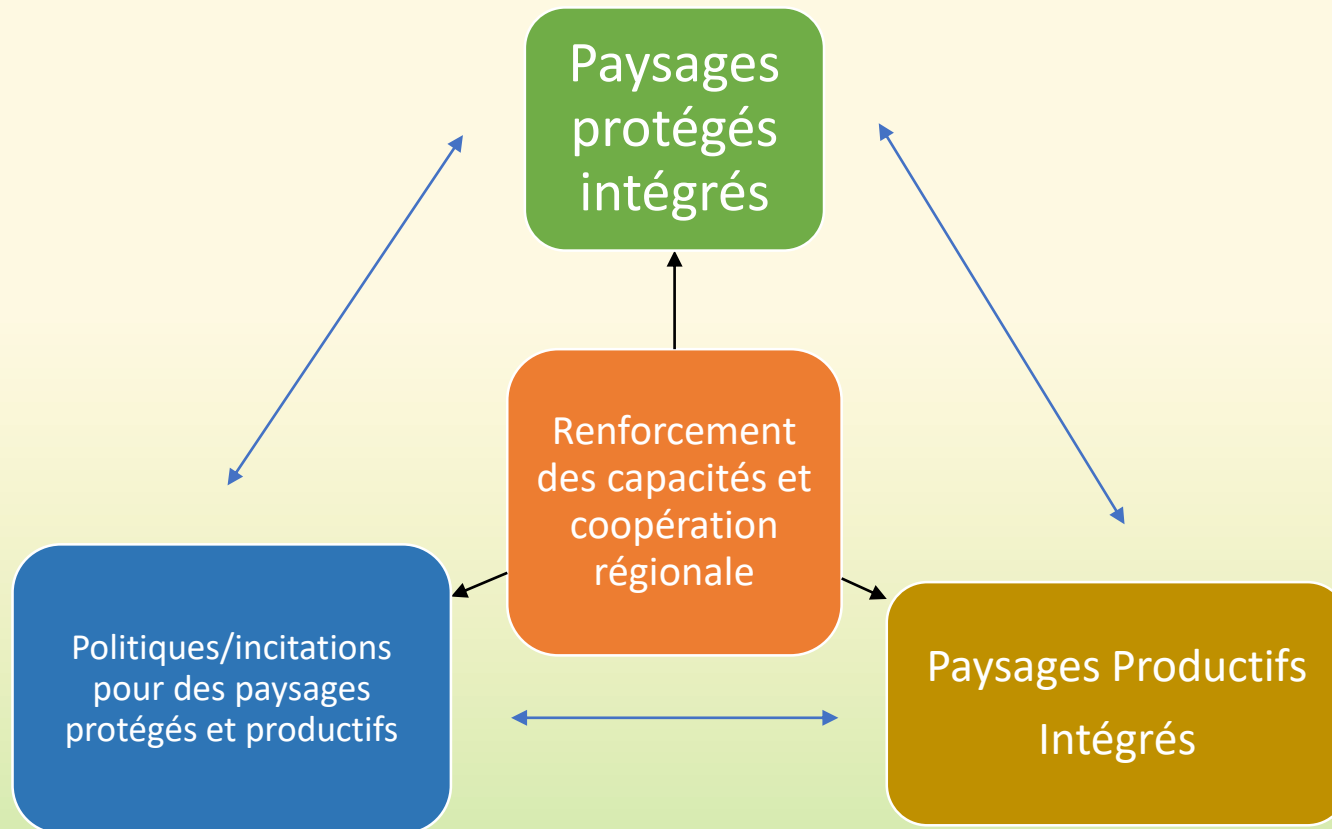 Paysages
protégés
intégrés
Renforcement
des capacités et
coopération
régionale
Politiques/incitations
pour des paysages
protégés et productifs
Paysages Productifs
Intégrés